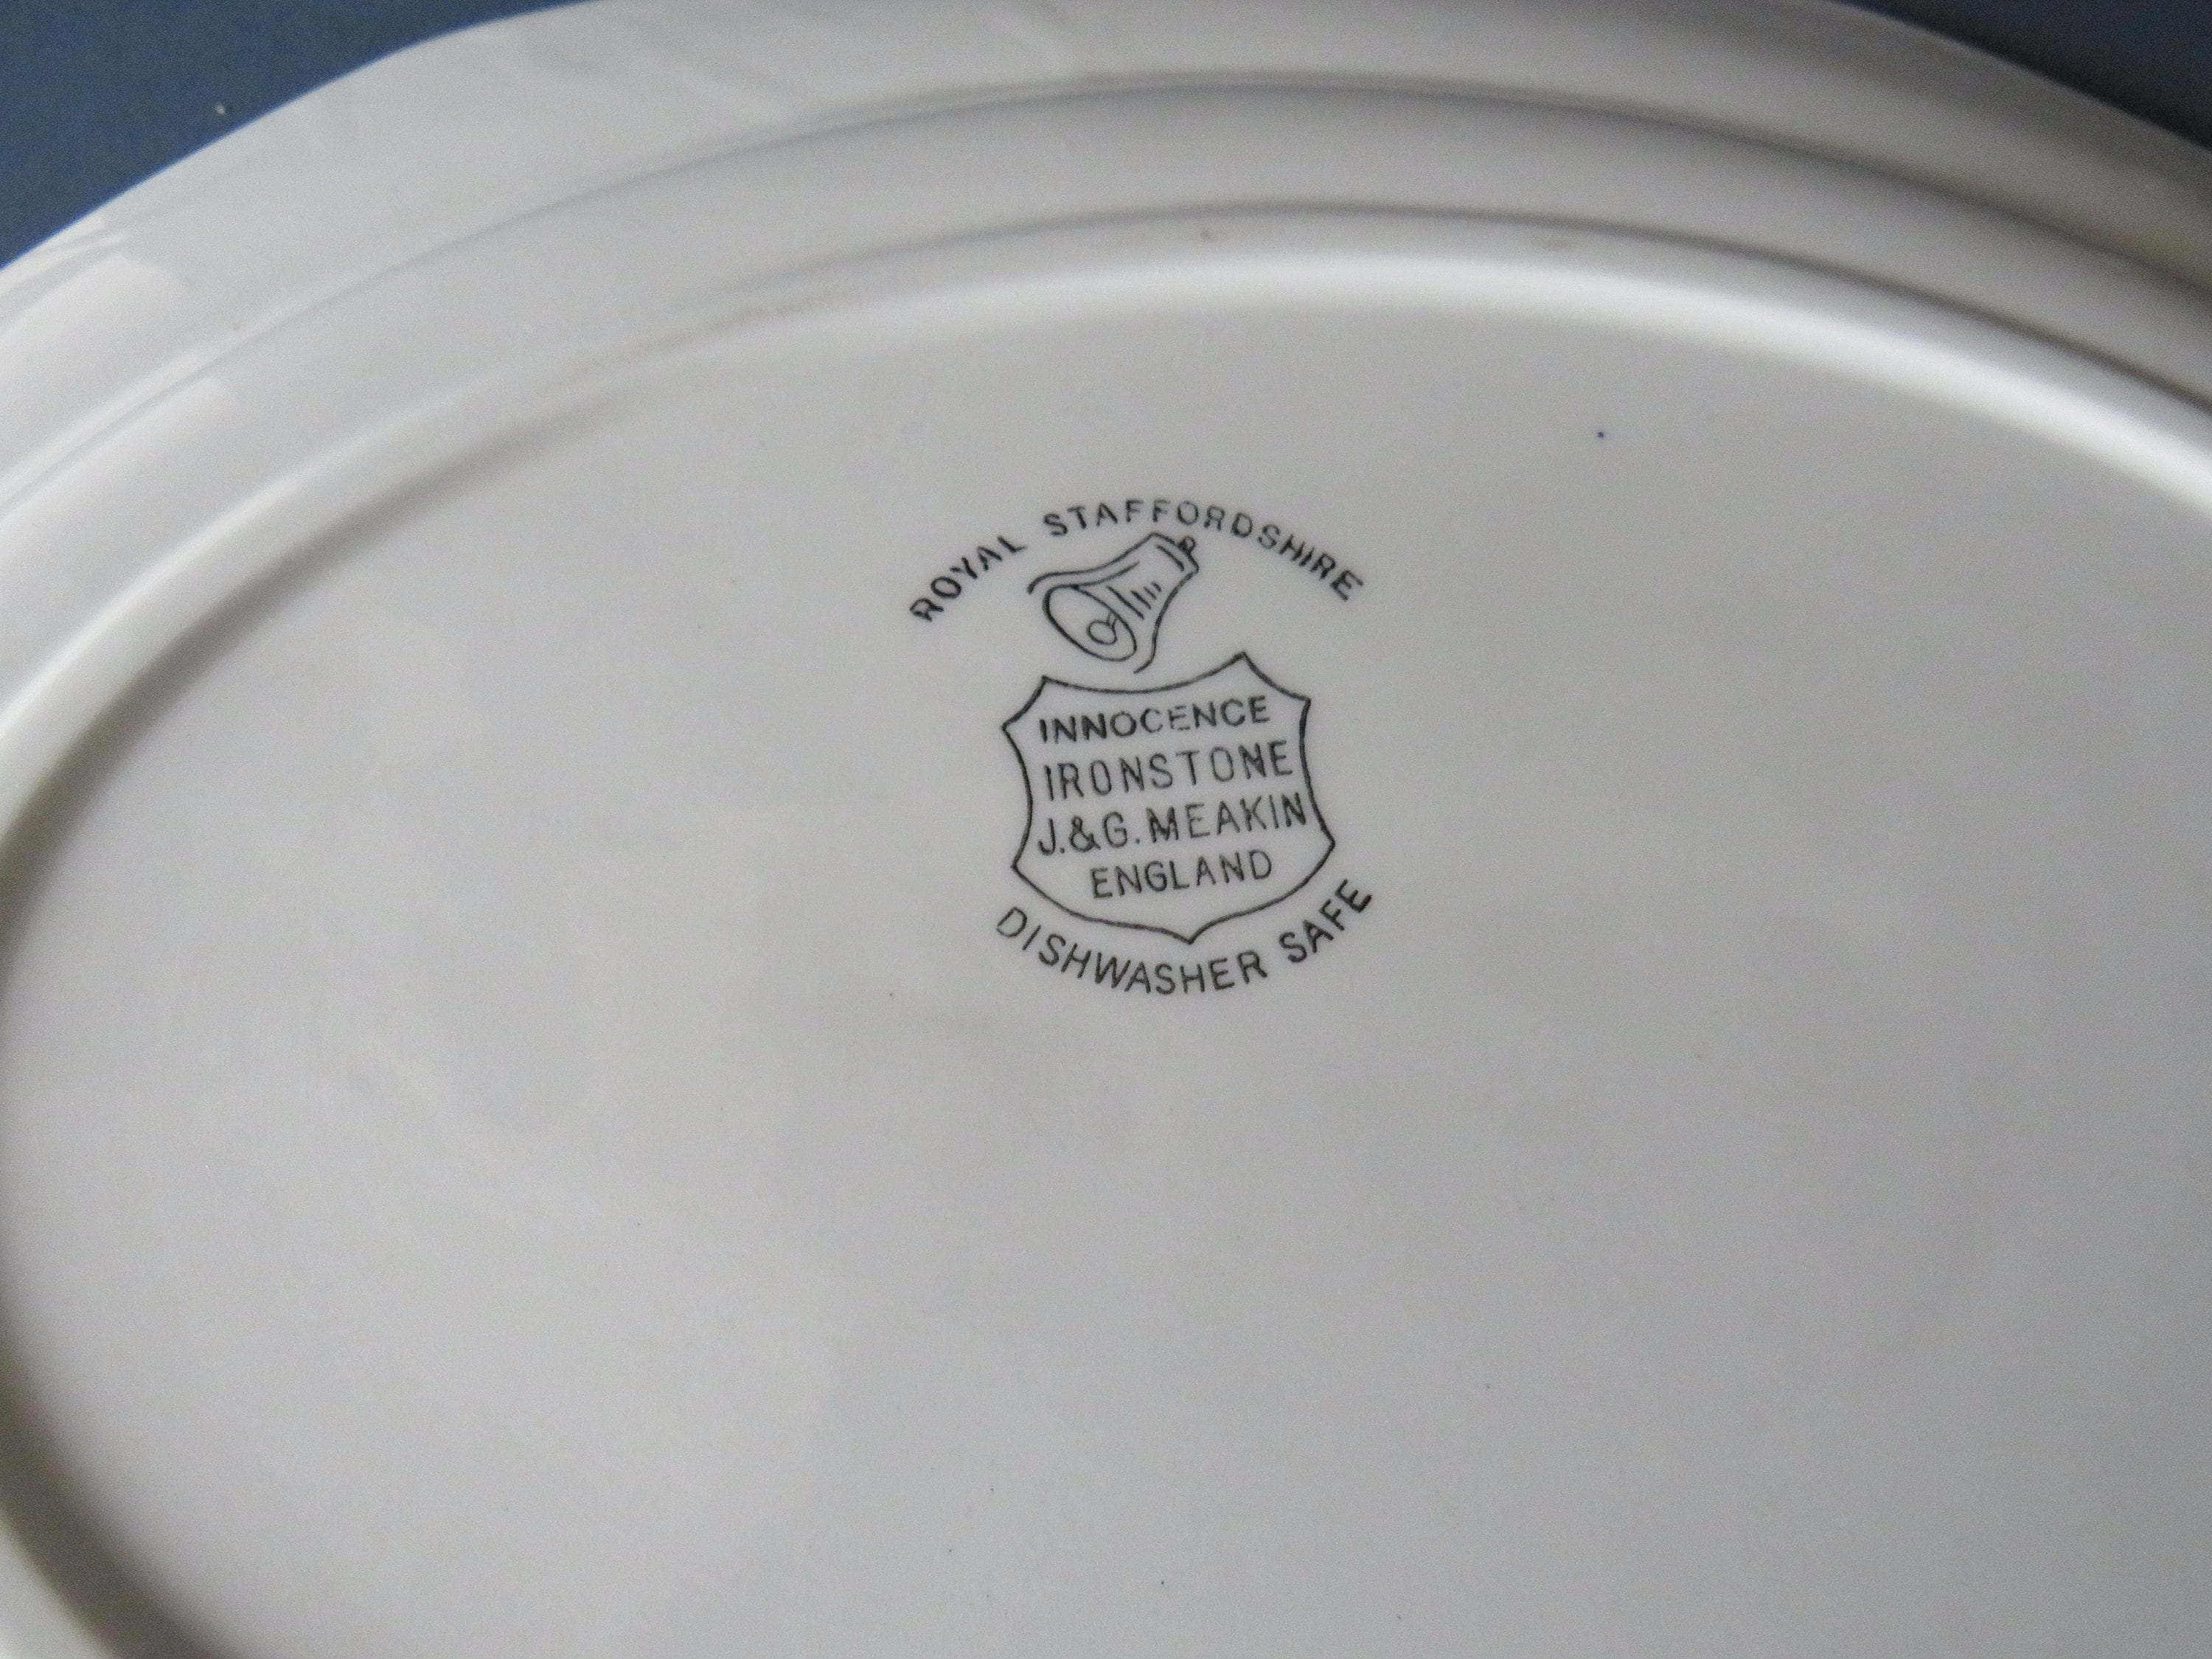 ROYAL STAFFORDSHIRE
INNOCENCE
IRONSTONE
J.&G. MEAKIN
ENGLAND
DISHWASHER SAFE